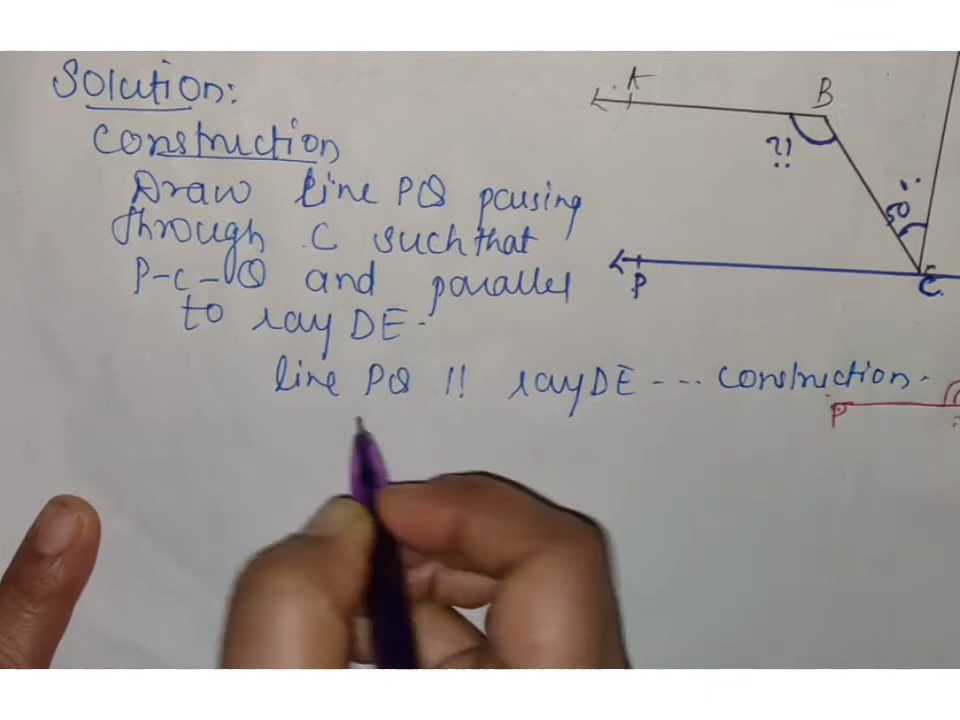 Solution:
Construction
Draw line PQ passing
through C such that
P-C-Q and parallel
to ray DE.
line PQ || ray DE --- construction.
A
B
P
C
P